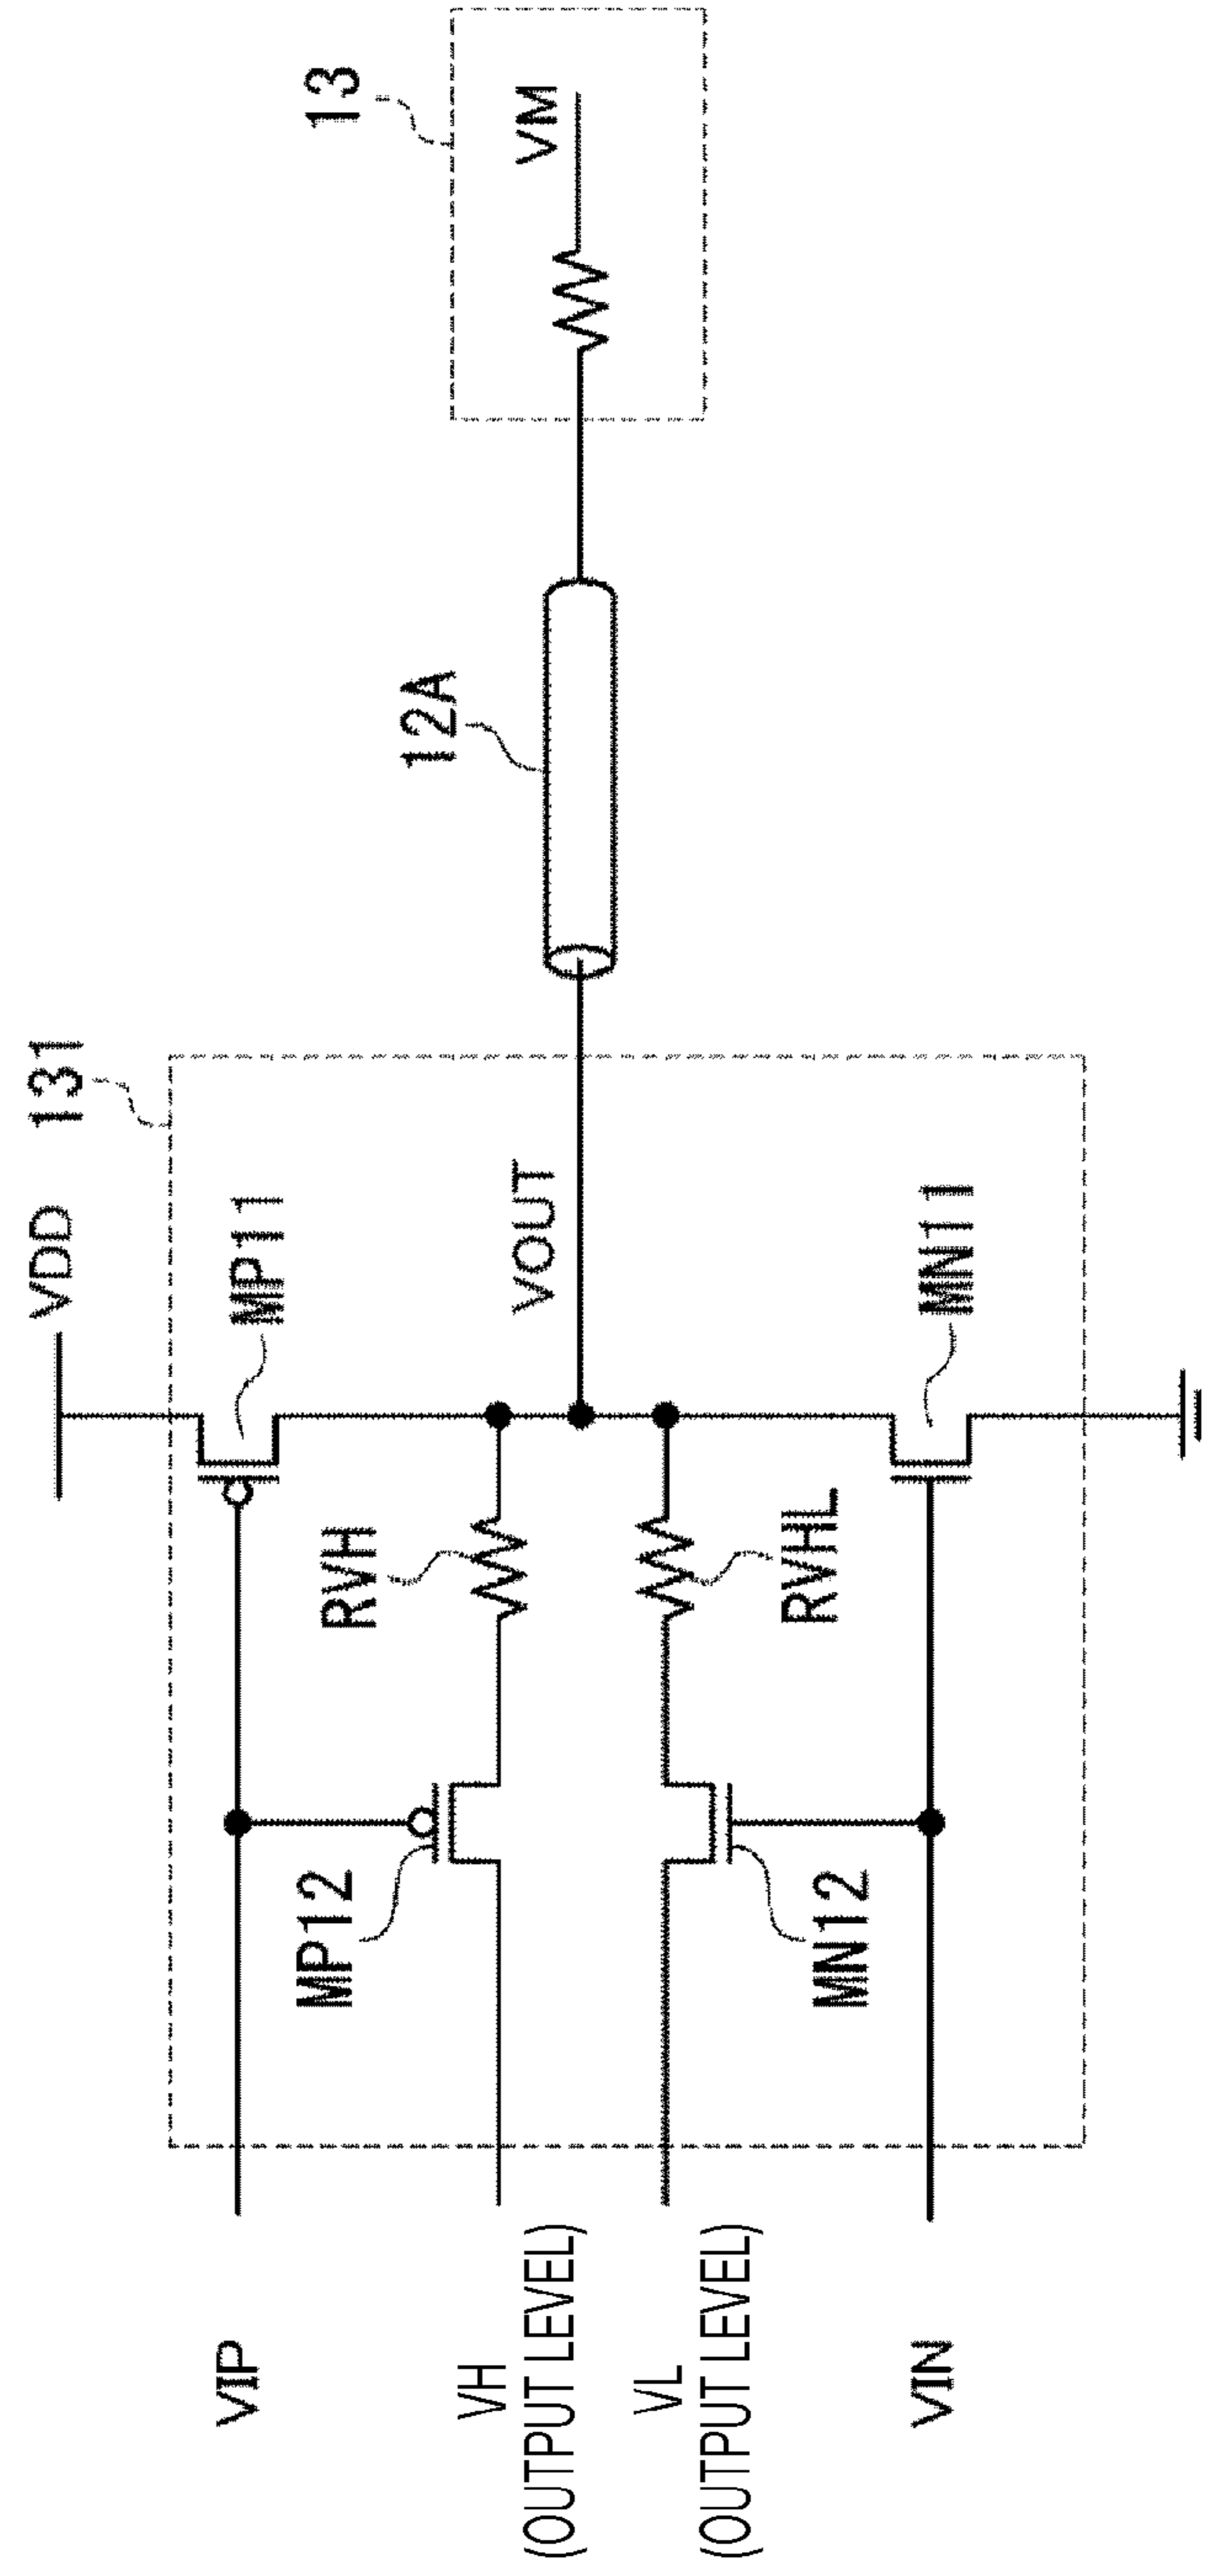 VDD
131
MP11
VOUT
MN11
RVH
RVHL
MP12
MN12
VIP
VH
(OUTPUT LEVEL)
VL
(OUTPUT LEVEL)
VIN
12A
13
VM